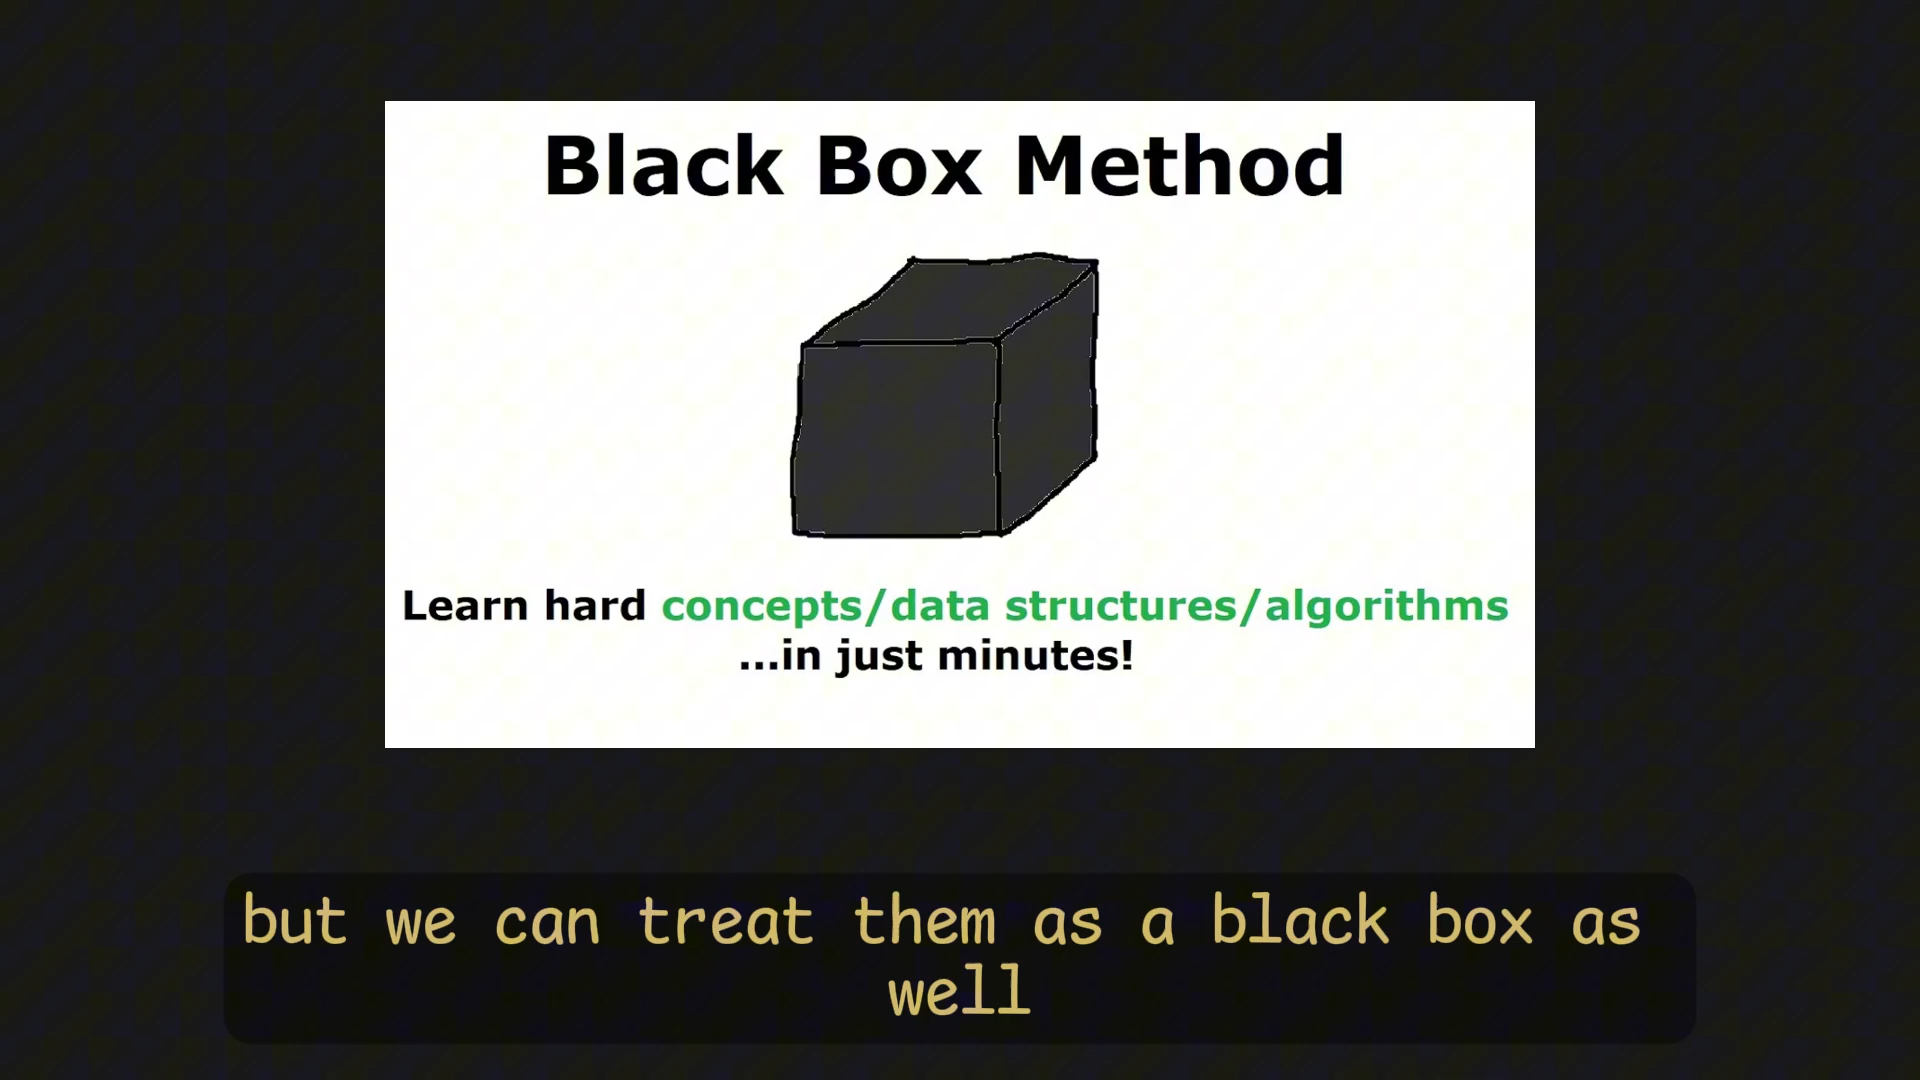 Black Box Method
Learn hard concepts/data structures/algorithms
...in just minutes!
but we can treat them as a black box as
well